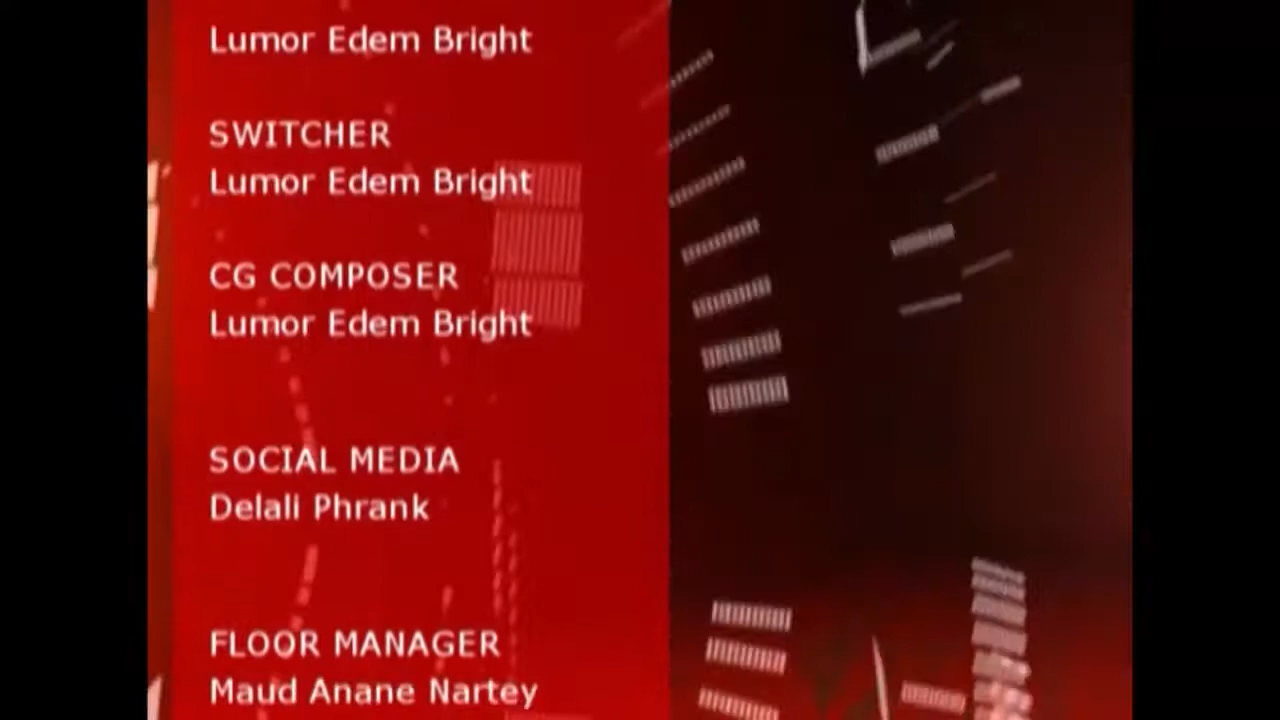 Lumor Edem Bright
SWITCHER
Lumor Edem Bright
CG COMPOSER
Lumor Edem Bright
SOCIAL MEDIA
Delali Phrank
FLOOR MANAGER
Maud Anane Nartey